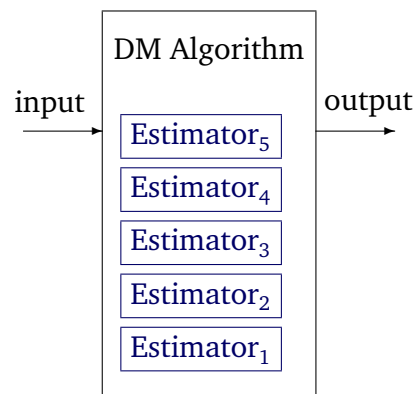 DM Algorithm
input
output
Estimator₅
Estimator₄
Estimator₃
Estimator₂
Estimator₁